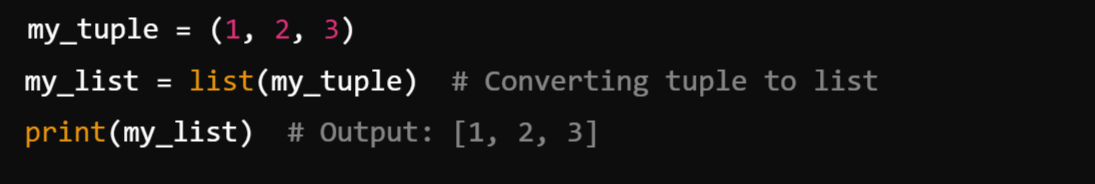 my_tuple = (1, 2, 3)
my_list = list(my_tuple)  # Converting tuple to list
print(my_list)  # Output: [1, 2, 3]